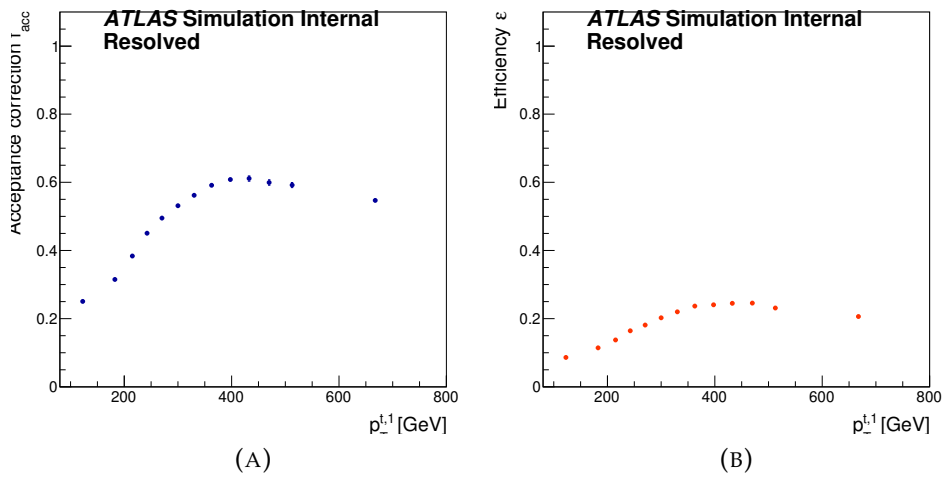 ATLAS Simulation Internal
Resolved
Acceptance correction f_acc
1
0.8
0.6
0.4
0.2
0
200 400 600 800
p_T^{t,1} [GeV]
(A)
ATLAS Simulation Internal
Resolved
Efficiency ε
1
0.8
0.6
0.4
0.2
0
200 400 600 800
p_T^{t,1} [GeV]
(B)